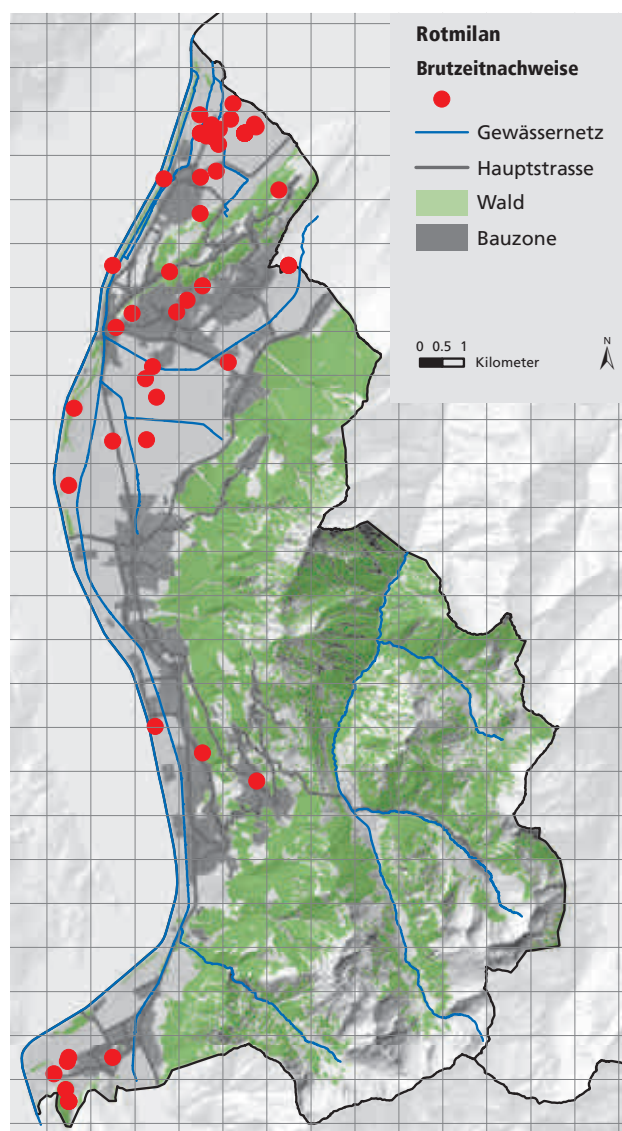 Rotmilan
Brutzeitnachweise
Gewässernetz
Hauptstrasse
Wald
Bauzone
0 0.5 1
Kilometer
N